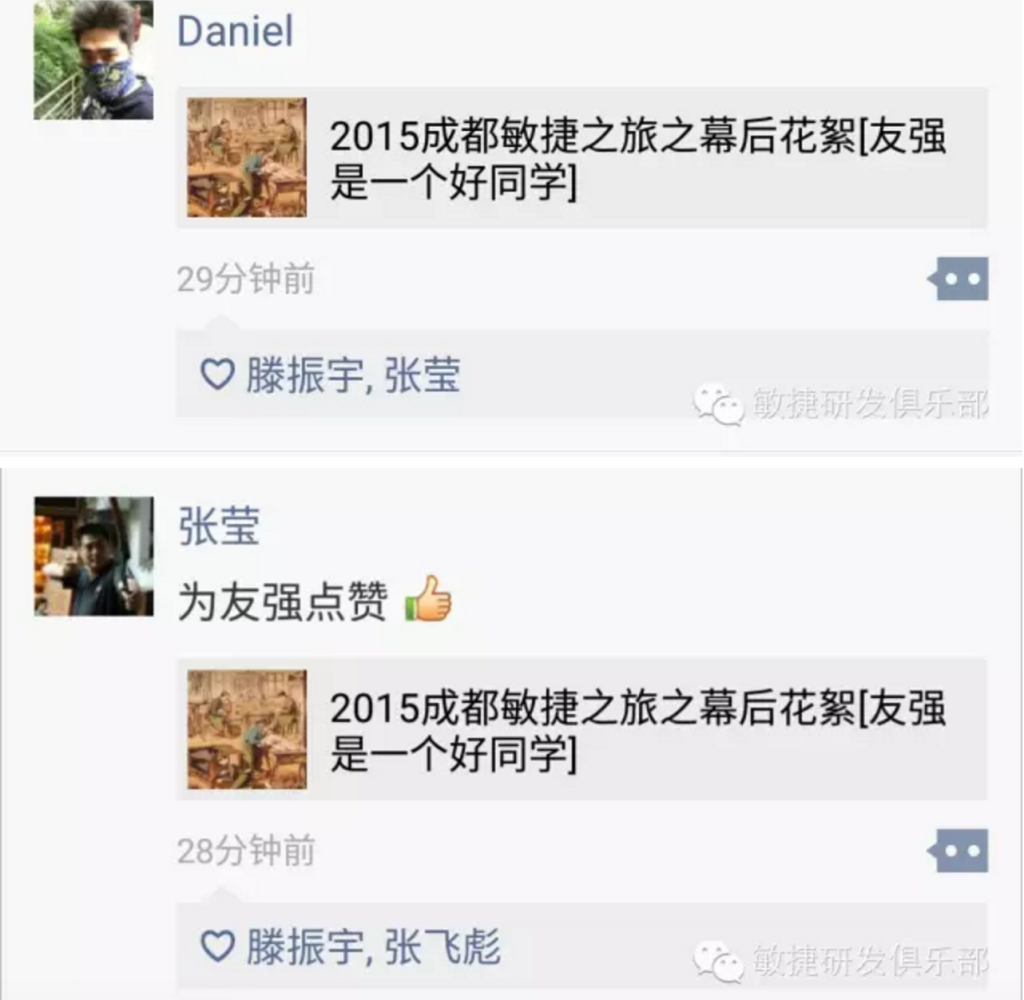 Daniel
2015成都敏捷之旅之幕后花絮[友强
是一个好同学]
29分钟前
滕振宇, 张莹
敏捷研发俱乐部
张莹
为友强点赞
2015成都敏捷之旅之幕后花絮[友强
是一个好同学]
28分钟前
滕振宇, 张飞彪
敏捷研发俱乐部